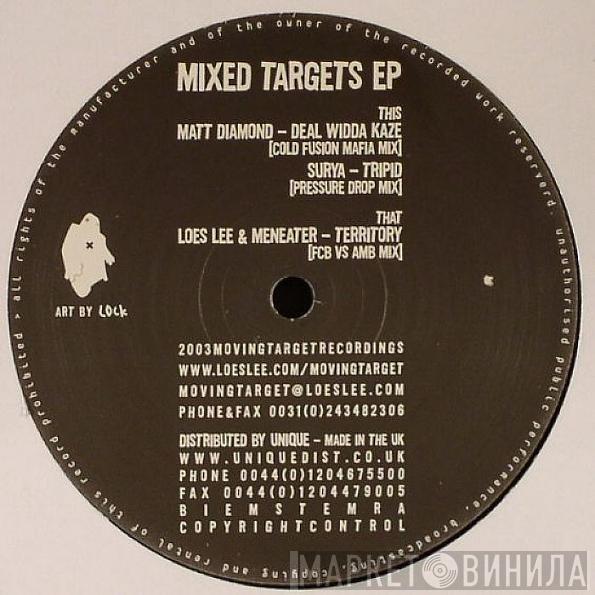 MIXED TARGETS EP
THIS
MATT DIAMOND – DEAL WIDDA KAZE
[COLD FUSION MAFIA MIX]
SURYA – TRIPID
[PRESSURE DROP MIX]
THAT
LOES LEE & MENEATER – TERRITORY
[FCB VS AMB MIX]
ART BY LOCK
2003MOVINGTARGETRECORDINGS
WWW.LOESLEE.COM/MOVINGTARGET
MOVINGTARGET@LOESLEE.COM
PHONE&FAX 0031(0)243482306
DISTRIBUTED BY UNIQUE – MADE IN THE UK
WWW.UNIQUEDIST.CO.UK
PHONE 0044(0)1204675500
FAX 0044(0)1204479005
BIEMSTEMRA
COPYRIGHTCONTROL
> all rights of the manufacturer and of the owner of the recorded work reserverd. unauthorised public performance, broadcasting, copying and rental of this record prohibited
МАРКЕТ ВИНИЛА